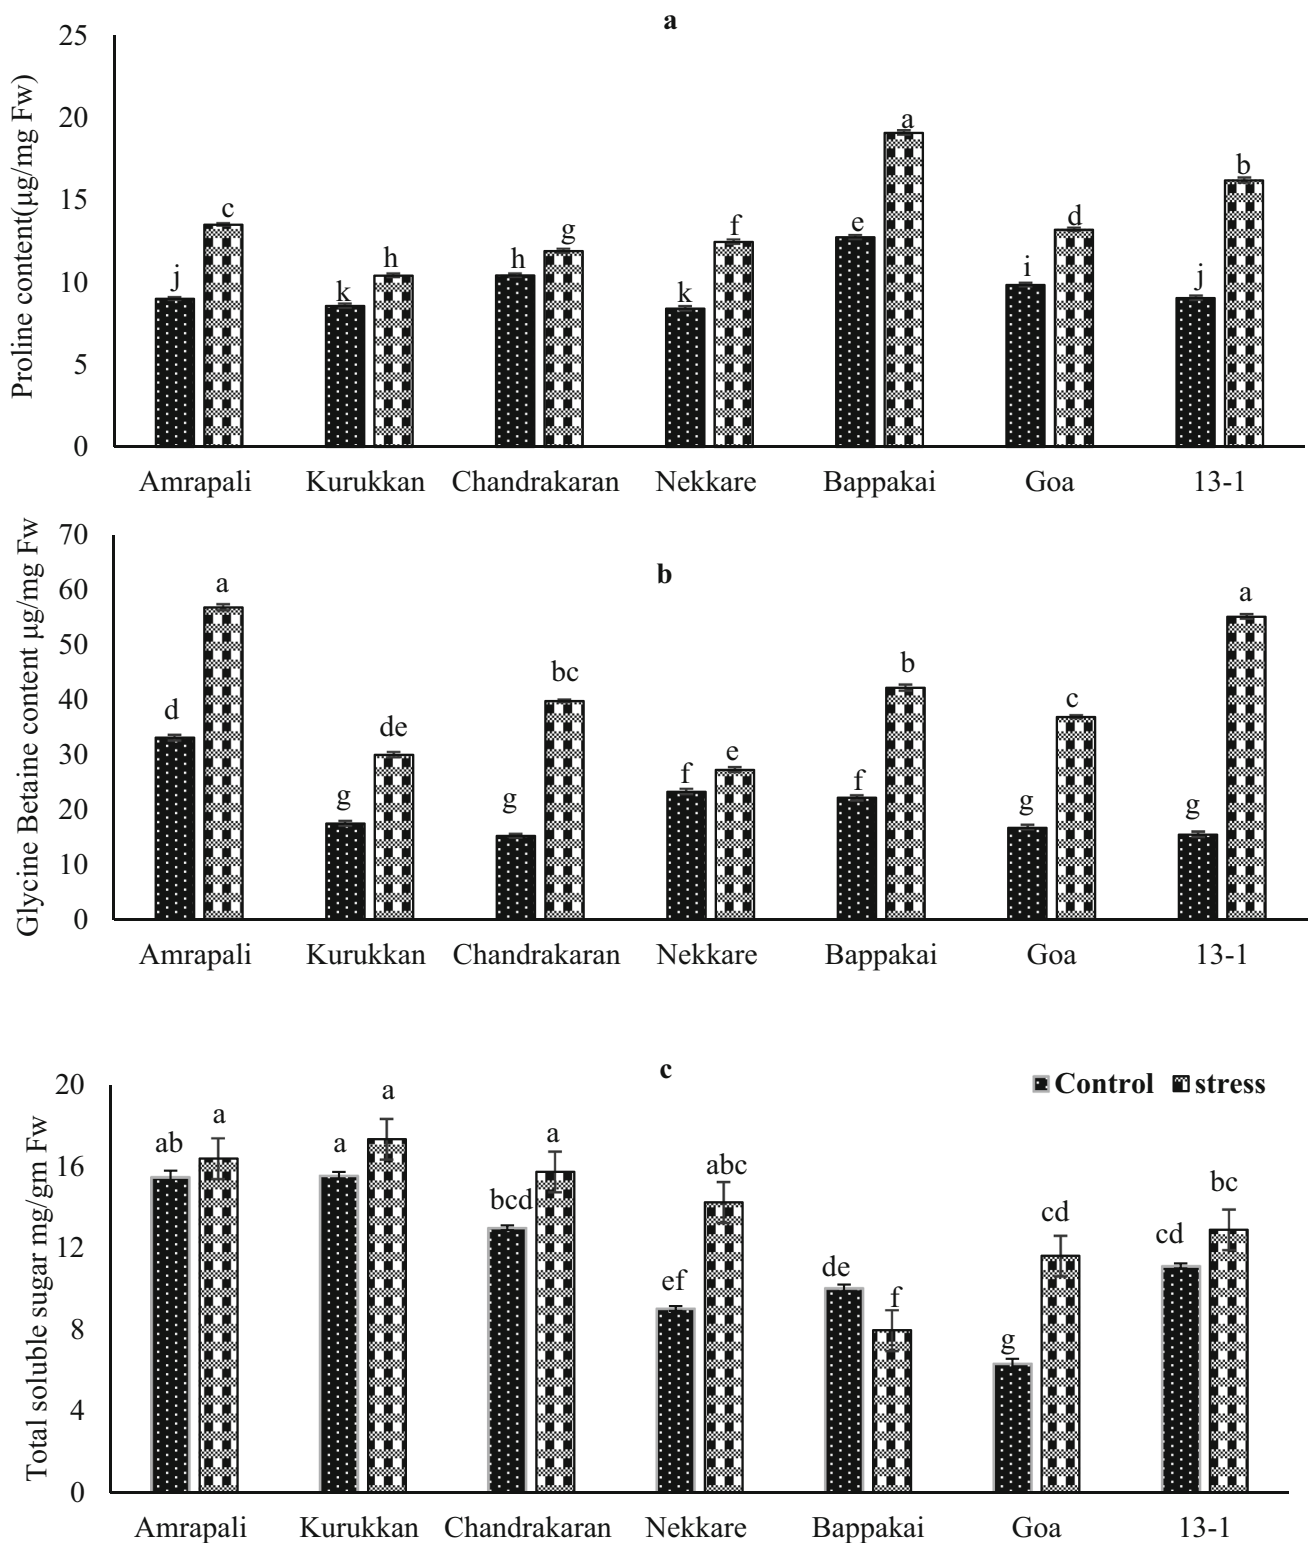 a
Proline content(µg/mg Fw)
25
20
15
10
5
0
j c k h h g k f e a i d j b
Amrapali Kurukkan Chandrakaran Nekkare Bappakai Goa 13-1
b
Glycine Betaine content µg/mg Fw
70
60
50
40
30
20
10
0
d a g de g bc f e f b g c g a
Amrapali Kurukkan Chandrakaran Nekkare Bappakai Goa 13-1
c
Control stress
Total soluble sugar mg/gm Fw
20
16
12
8
4
0
ab a a a bcd a ef abc de f g cd cd bc
Amrapali Kurukkan Chandrakaran Nekkare Bappakai Goa 13-1